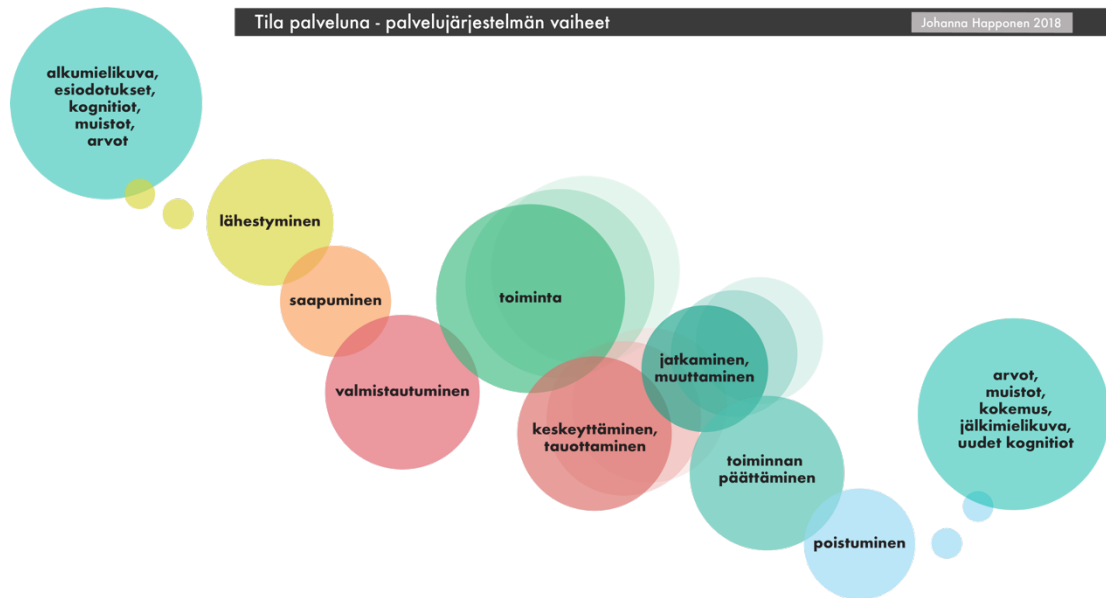 Tila palveluna - palvelujärjestelmän vaiheet
Johanna Happonen 2018
alkumielikuva,
esiodotukset,
kognitiot,
muistot,
arvot
lähestyminen
saapuminen
valmistautuminen
toiminta
keskeyttäminen,
tauottaminen
jatkaminen,
muuttaminen
toiminnan
päättäminen
poistuminen
arvot,
muistot,
kokemus,
jälkimielikuva,
uudet kognitiot